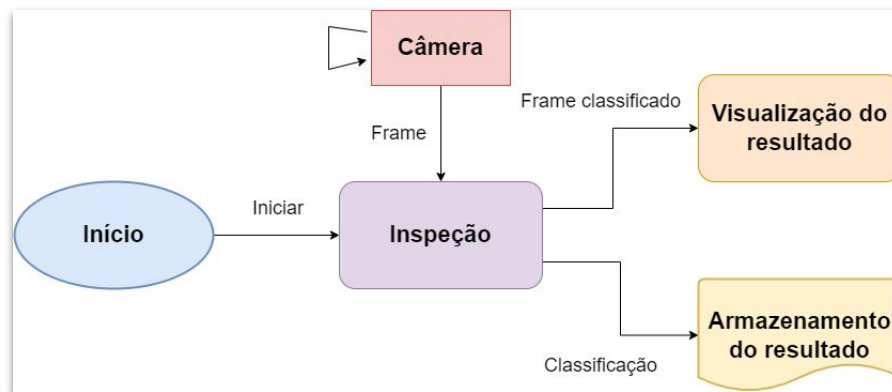 Câmera
Frame
Frame classificado
Visualização do
resultado
Início
Iniciar
Inspeção
Classificação
Armazenamento
do resultado